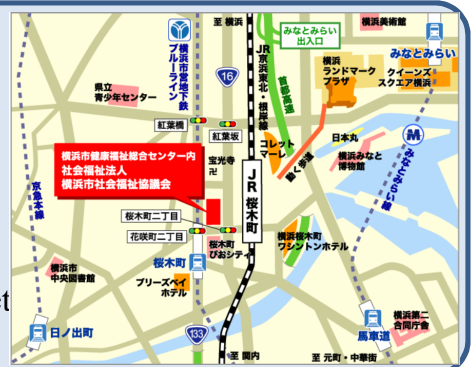 至 横浜
みなとみらい
出入口
横浜美術館
みなとみらい
横浜市営地下鉄
ブルーライン
16
JR京浜東北・根岸線
首都高速
横浜
ランドマーク
プラザ
クイーンズ
スクエア横浜
県立
青少年センター
紅葉橋
紅葉坂
コレット
マーレ
動く歩道
日本丸
横浜みなと
博物館
みなとみらい線
横浜市健康福祉総合センター内
社会福祉法人
横浜市社会福祉協議会
宝光寺
卍
JR 桜木町
京急本線
桜木町二丁目
花咲町二丁目
桜木町
ぴおシティ
横浜桜木町
ワシントンホテル
桜木町
ブリーズベイ
ホテル
横浜市
中央図書館
et
日ノ出町
133
至 関内
至 元町・中華街
馬車道
横浜第二
合同庁舎